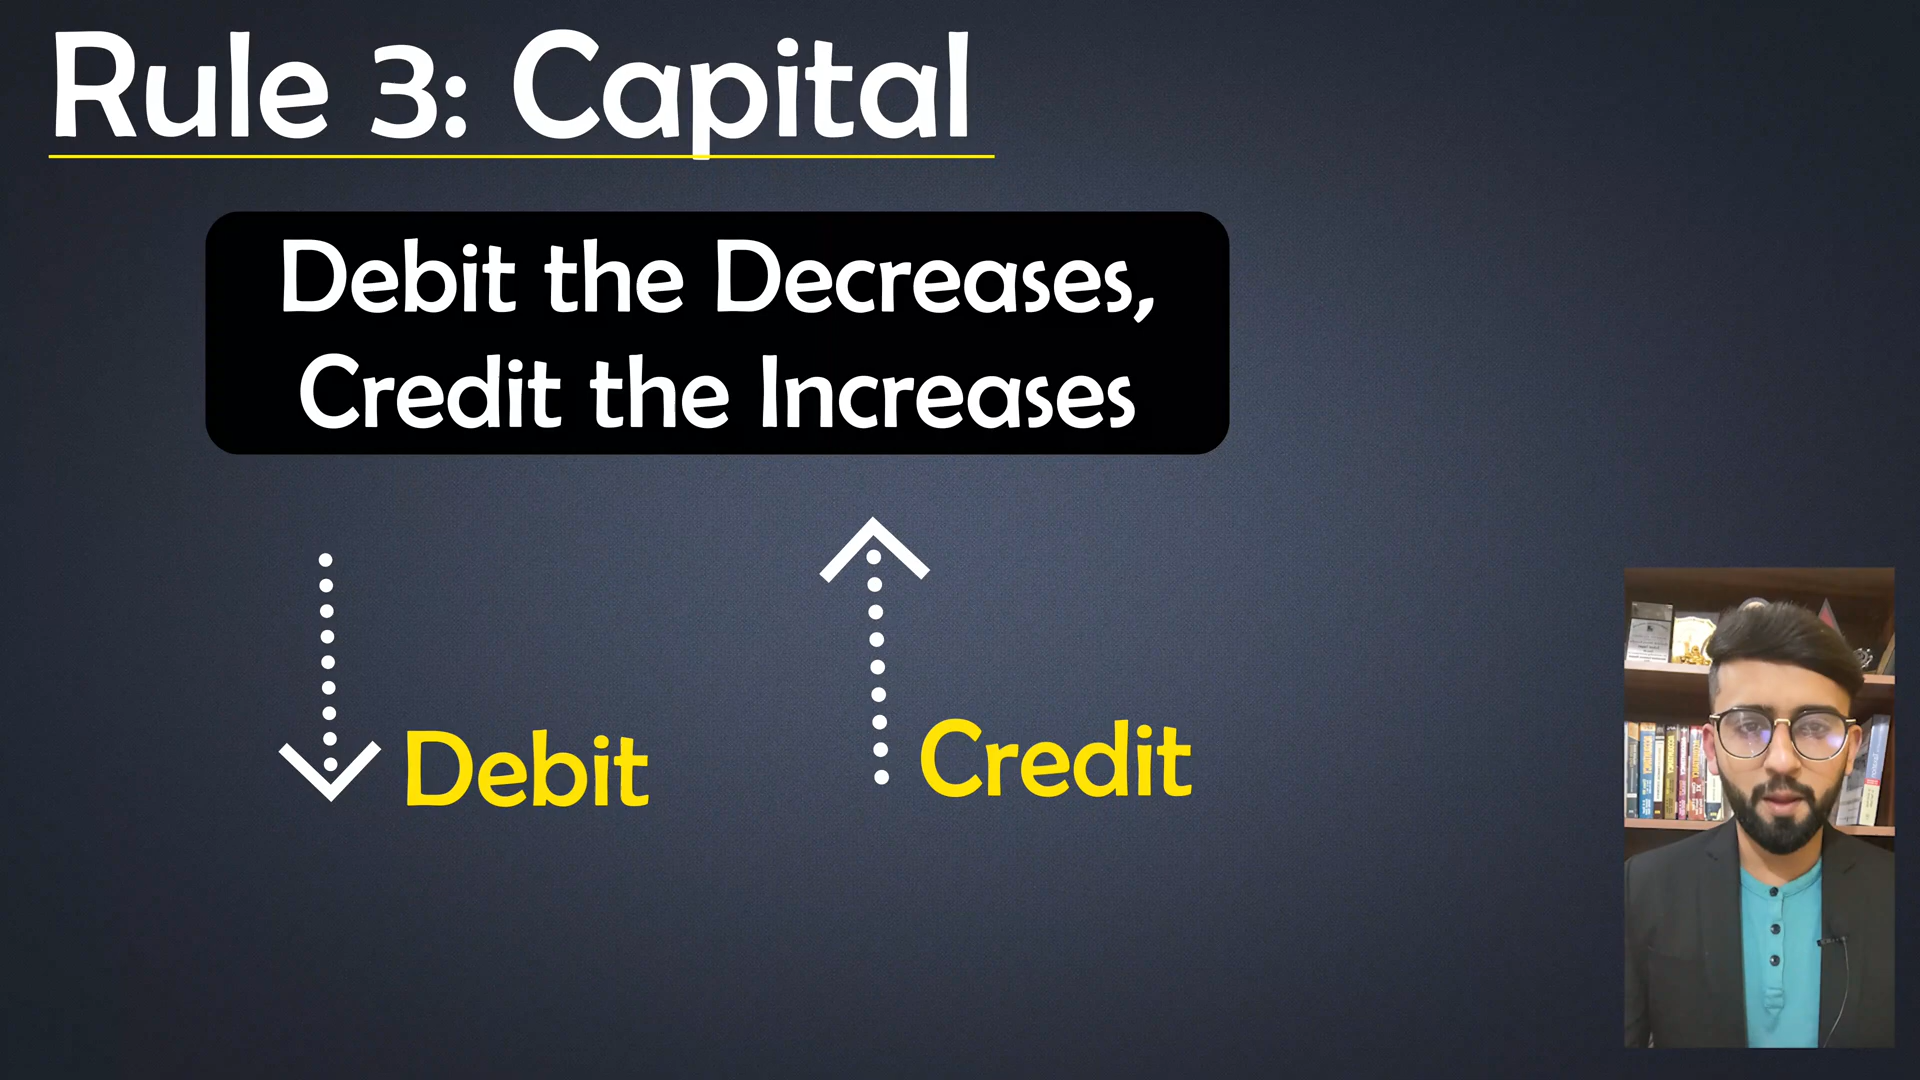 Rule 3: Capital
Debit the Decreases,
Credit the Increases
Debit
Credit